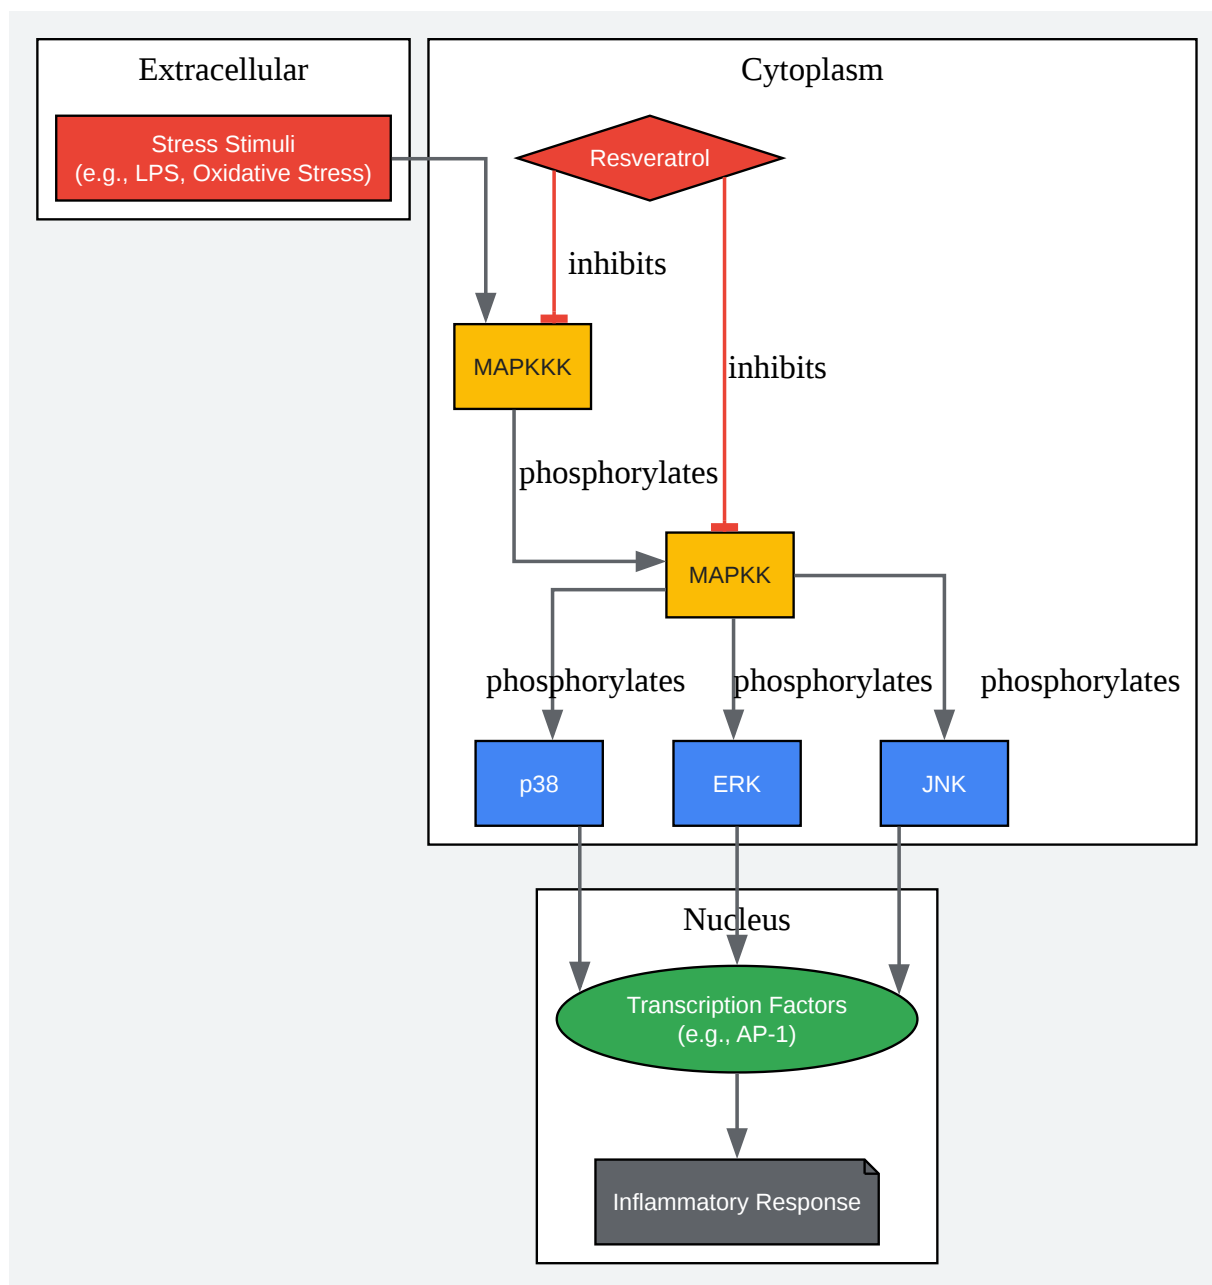 Extracellular
Cytoplasm
Stress Stimuli
(e.g., LPS, Oxidative Stress)
Resveratrol
inhibits
MAPKKK
inhibits
phosphorylates
MAPKK
phosphorylates
phosphorylates
phosphorylates
p38
ERK
JNK
Nucleus
Transcription Factors
(e.g., AP-1)
Inflammatory Response